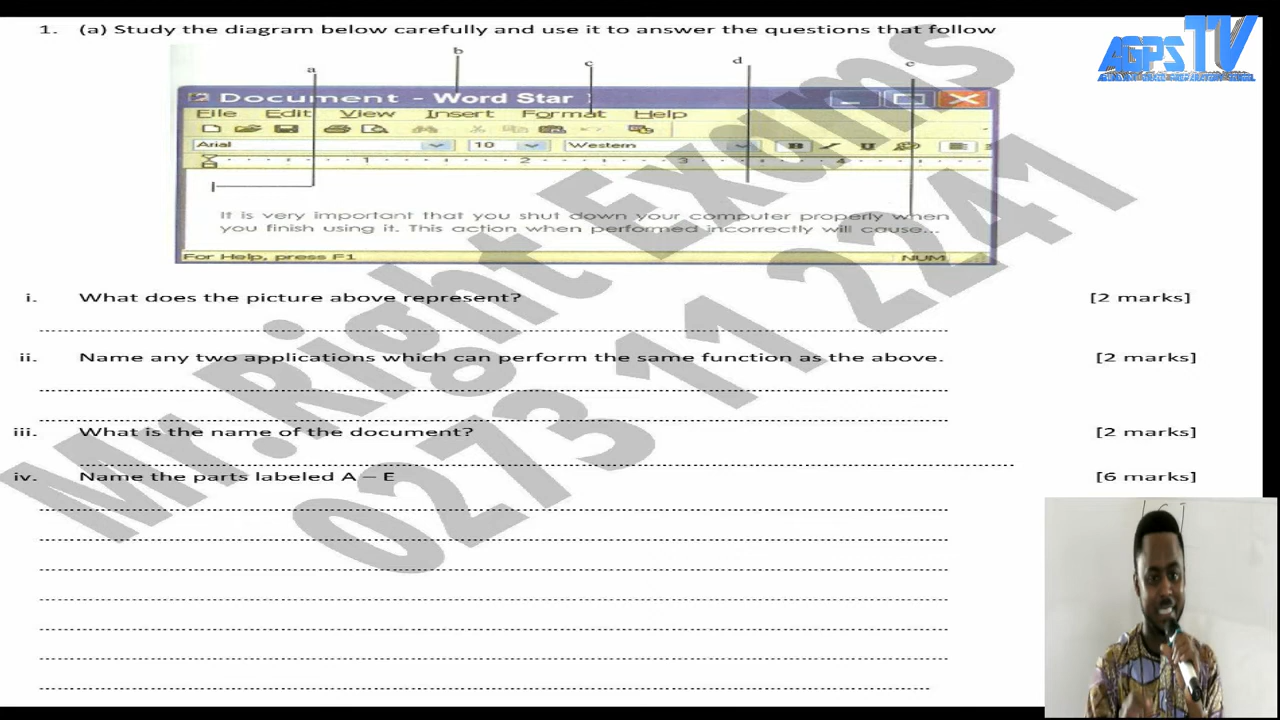 1. (a) Study the diagram below carefully and use it to answer the questions that follow
AGPS TV
a
b
c
d
e
Document - Word Star
File Edit View Insert Format Help
Arial 10 Western
B U
1 2 3 4
It is very important that you shut down your computer properly when
you finish using it. This action when performed incorrectly will cause...
For Help, press F1 NUM
i. What does the picture above represent? [2 marks]
ii. Name any two applications which can perform the same function as the above. [2 marks]
iii. What is the name of the document? [2 marks]
iv. Name the parts labeled A – E [6 marks]
Mr.Right Exams
0273 11 2241